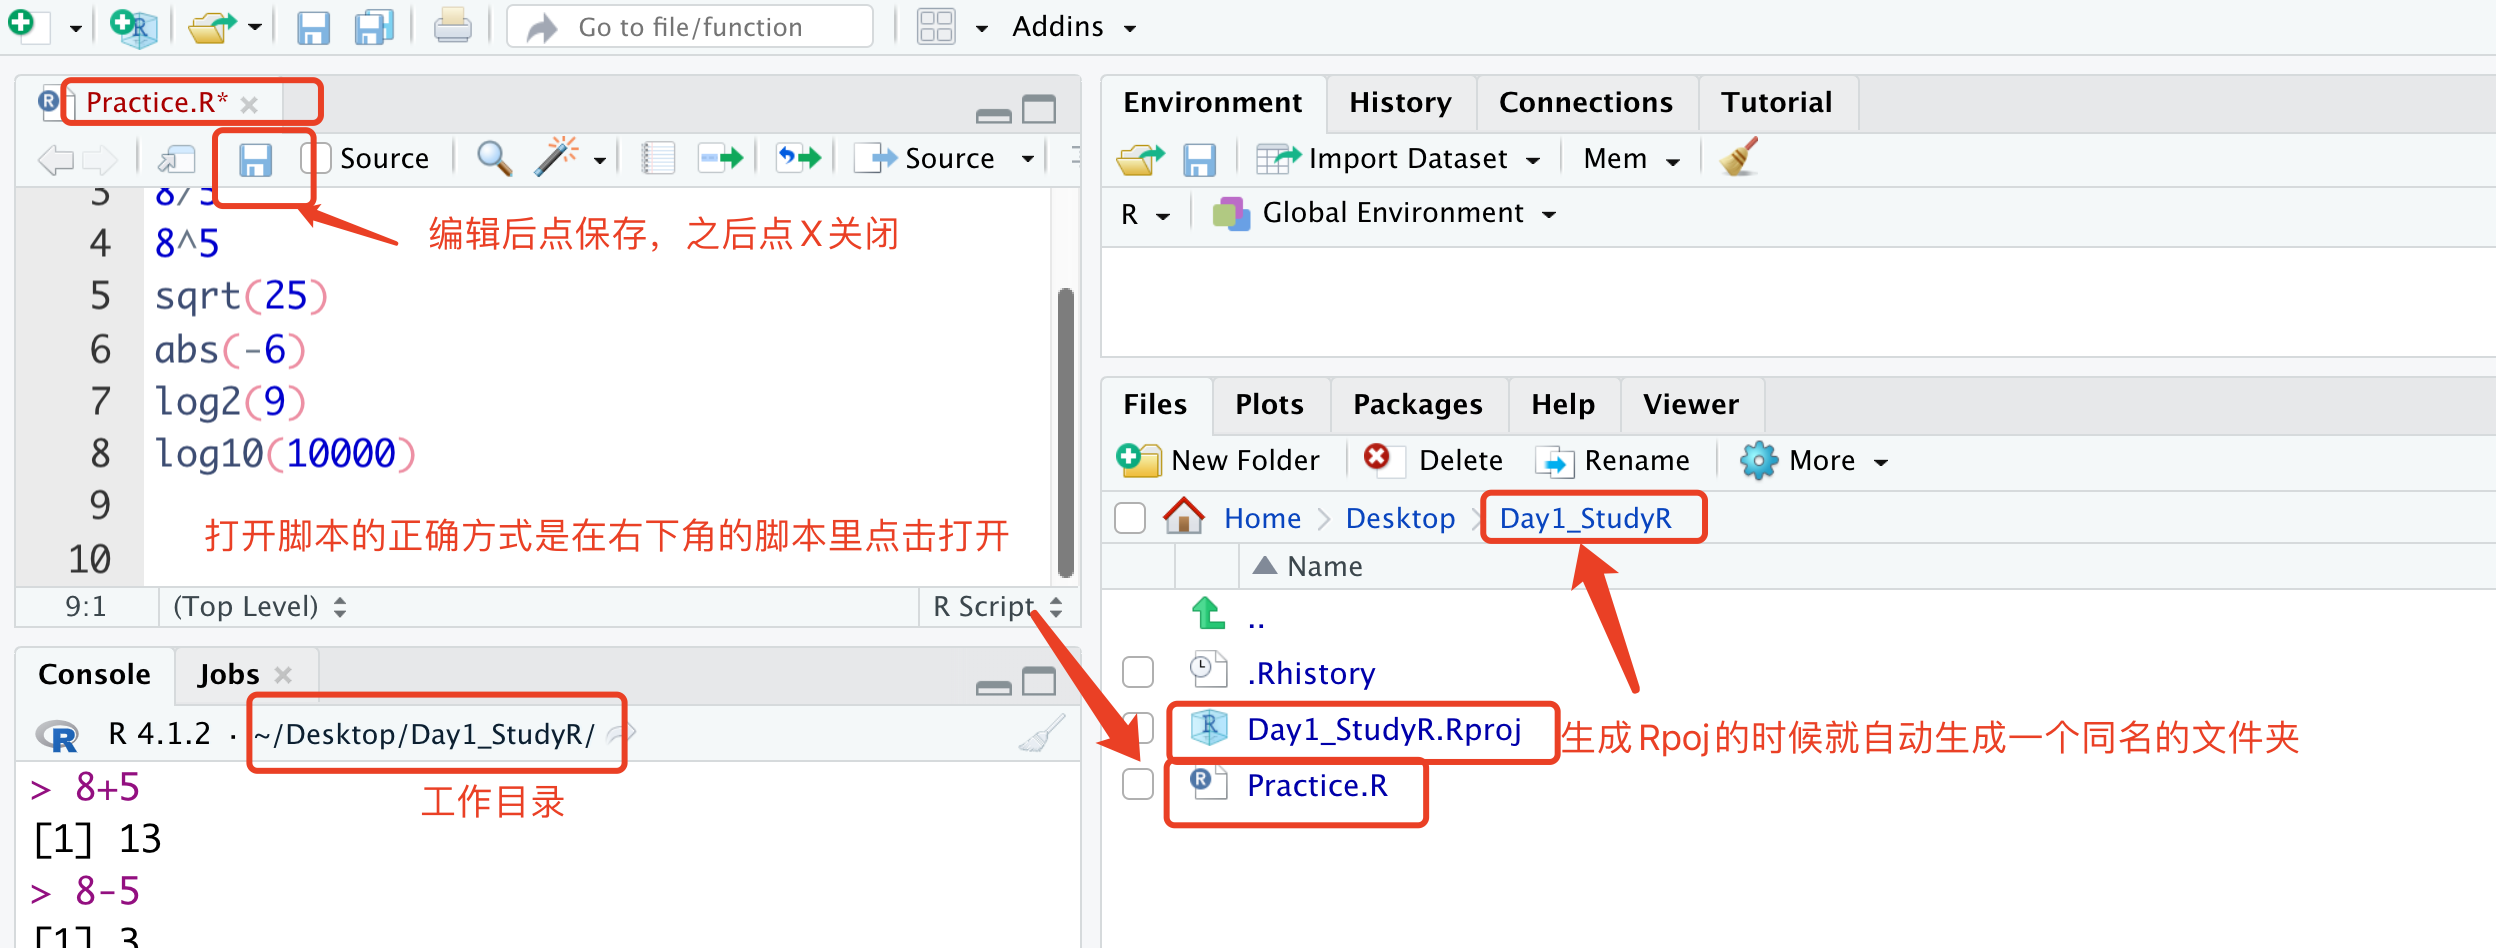 Go to file/function
Addins
Practice.R*
Source
Source
3 8/5
编辑后点保存，之后点X关闭
4 8^5
5 sqrt(25)
6 abs(-6)
7 log2(9)
8 log10(10000)
9
打开脚本的正确方式是在右下角的脚本里点击打开
10
9:1 (Top Level) R Script
Console Jobs
R 4.1.2 · ~/Desktop/Day1_StudyR/
工作目录
> 8+5
[1] 13
> 8-5
[1] 3
Environment History Connections Tutorial
Import Dataset Mem
R Global Environment
Files Plots Packages Help Viewer
New Folder Delete Rename More
Home Desktop Day1_StudyR
Name
..
.Rhistory
Day1_StudyR.Rproj
生成Rpoj的时候就自动生成一个同名的文件夹
Practice.R